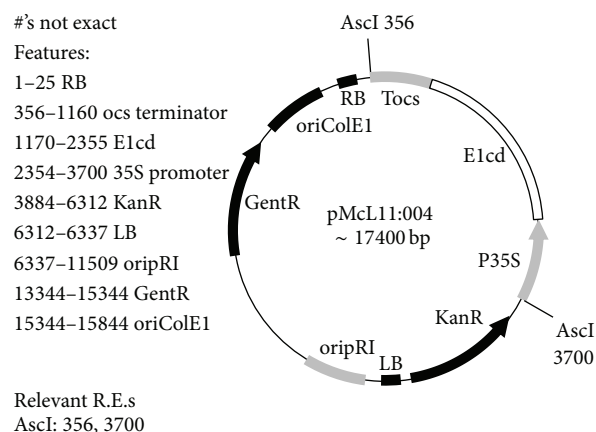 #'s not exact
Features:
1–25 RB
356–1160 ocs terminator
1170–2355 E1cd
2354–3700 35S promoter
3884–6312 KanR
6312–6337 LB
6337–11509 oripRI
13344–15344 GentR
15344–15844 oriColE1
Relevant R.E.s
AscI: 356, 3700
AscI 356
RB
Tocs
oriColE1
E1cd
GentR
pMcL11:004
~ 17400 bp
P35S
KanR
AscI
3700
oripRI
LB